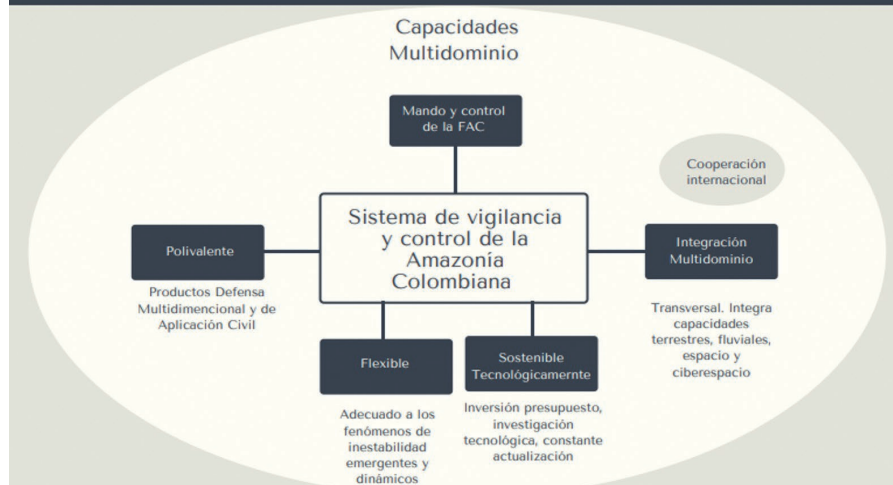 Capacidades
Multidominio
Mando y control
de la FAC
Cooperación
internacional
Sistema de vigilancia
y control de la
Amazonía
Colombiana
Polivalente
Integración
Multidominio
Productos Defensa
Multidimencional y de
Aplicación Civil
Transversal. Integra
capacidades
terrestres, fluviales,
espacio y
ciberespacio
Flexible
Sostenible
Tecnológicamernte
Adecuado a los
fenómenos de
inestabilidad
emergentes y
dinámicos
Inversión presupuesto,
investigación
tecnológica, constante
actualización